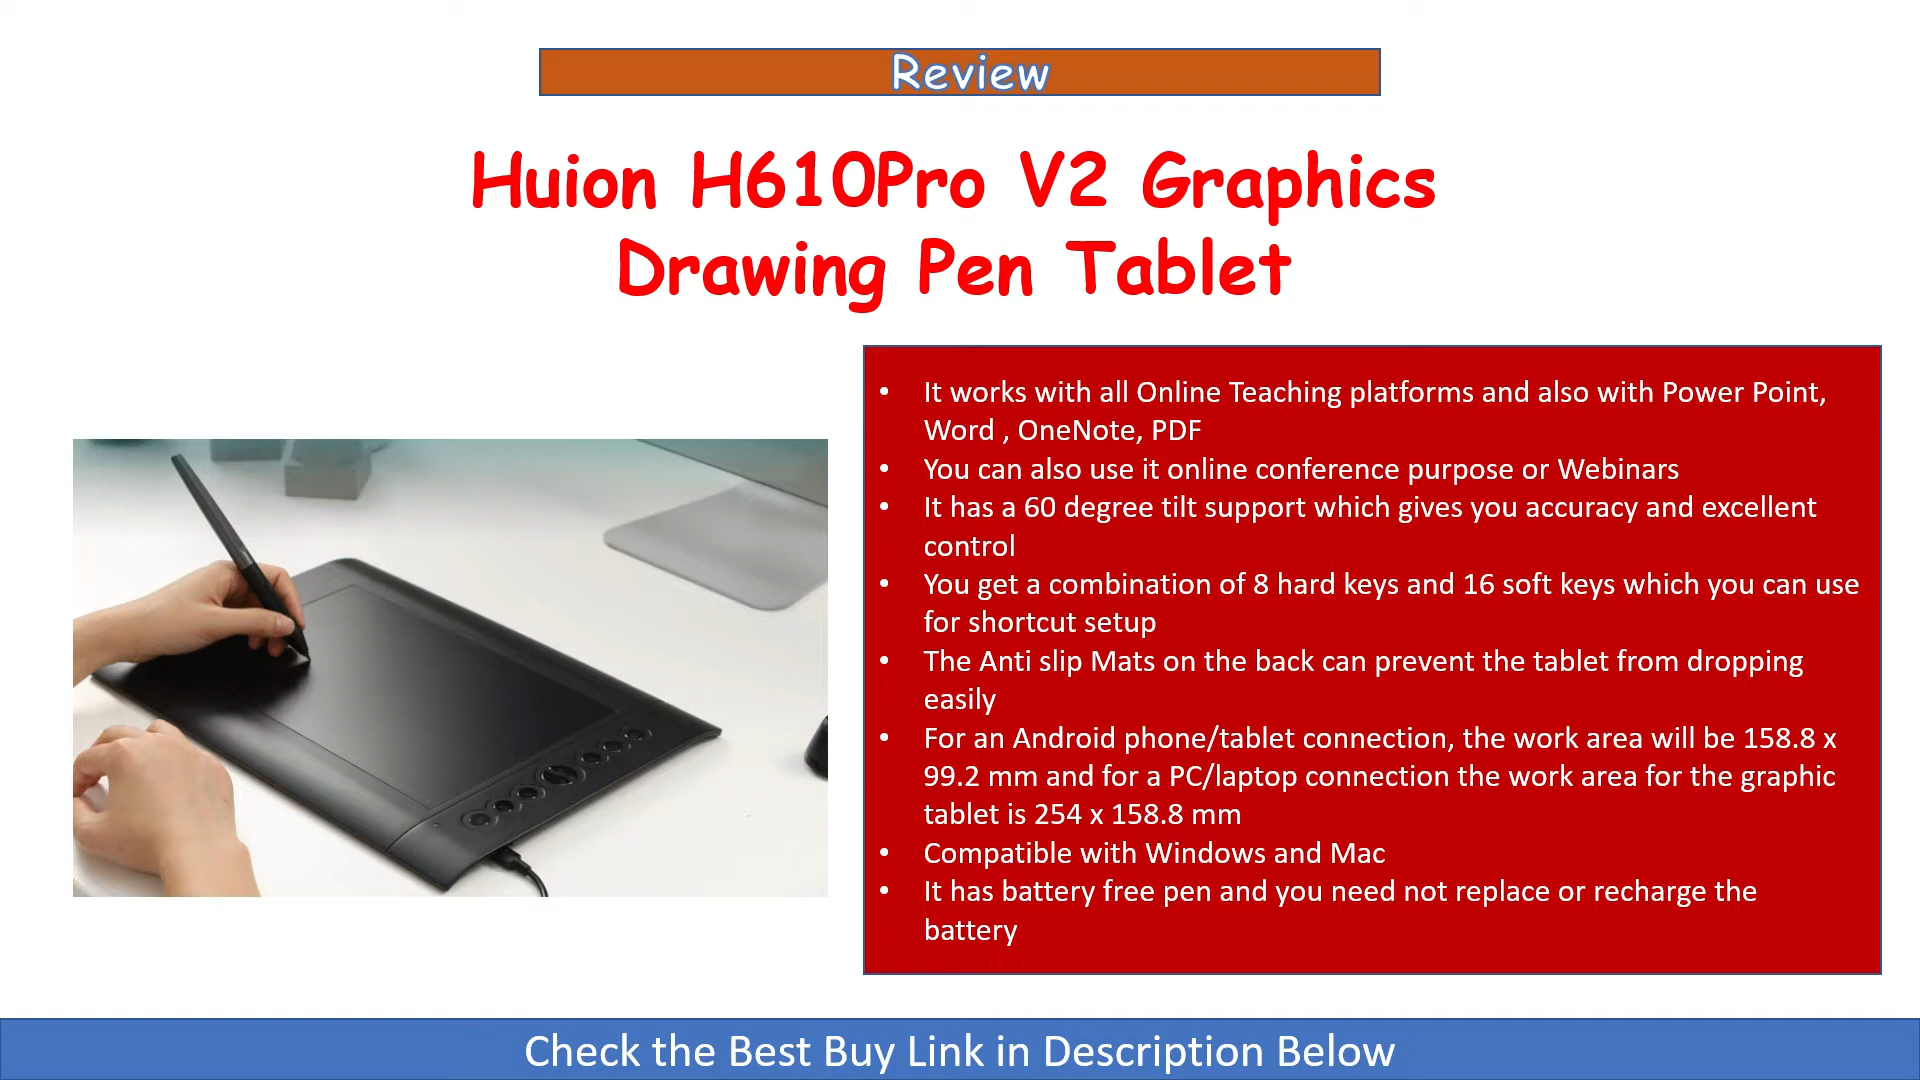 Review
Huion H610Pro V2 Graphics
Drawing Pen Tablet
• It works with all Online Teaching platforms and also with Power Point,
Word , OneNote, PDF
• You can also use it online conference purpose or Webinars
• It has a 60 degree tilt support which gives you accuracy and excellent
control
• You get a combination of 8 hard keys and 16 soft keys which you can use
for shortcut setup
• The Anti slip Mats on the back can prevent the tablet from dropping
easily
• For an Android phone/tablet connection, the work area will be 158.8 x
99.2 mm and for a PC/laptop connection the work area for the graphic
tablet is 254 x 158.8 mm
• Compatible with Windows and Mac
• It has battery free pen and you need not replace or recharge the
battery
Check the Best Buy Link in Description Below